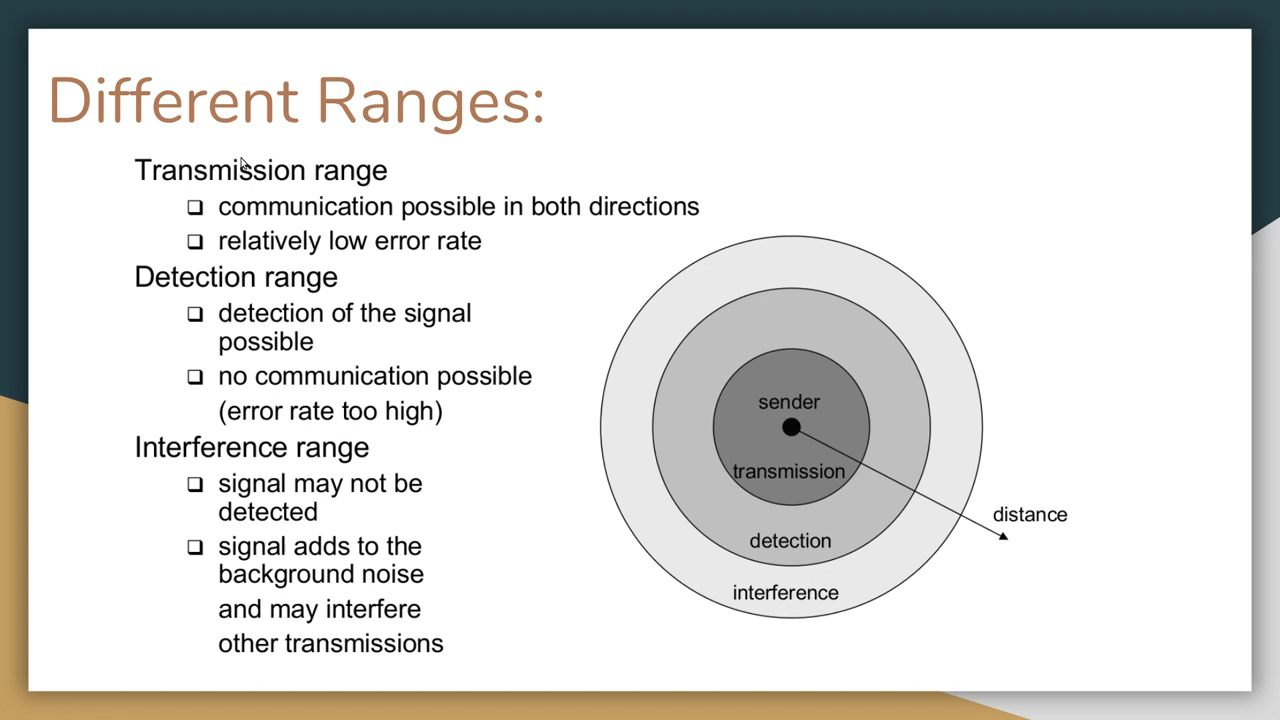 Different Ranges:
Transmission range
❑ communication possible in both directions
❑ relatively low error rate
Detection range
❑ detection of the signal
possible
❑ no communication possible
(error rate too high)
Interference range
❑ signal may not be
detected
❑ signal adds to the
background noise
and may interfere
other transmissions
sender
transmission
distance
detection
interference